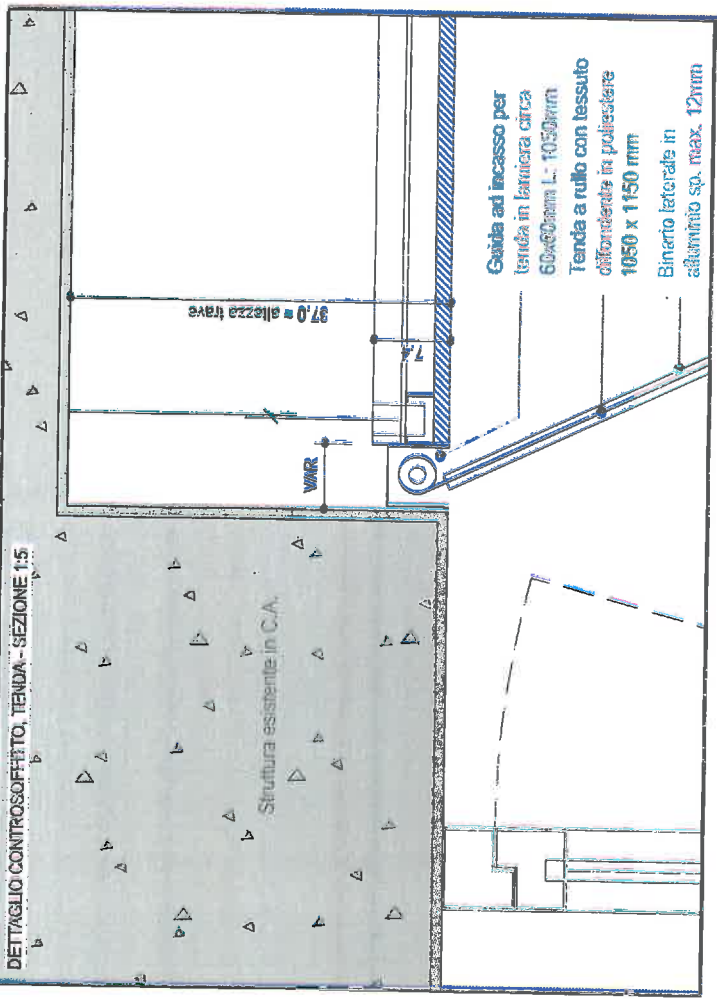 DETTAGLIO CONTROSOFFITTO, TENDA - SEZIONE 1:5
Struttura esistente in C.A.
VAR
37,0 = altezza trave
7,4
Guida ad incasso per
tenda in lamiera circa
60x60mm L: 1050mm
Tenda a rullo con tessuto
diffondente in poliestere
1050 x 1150 mm
Binario laterale in
alluminio sp. max. 12mm